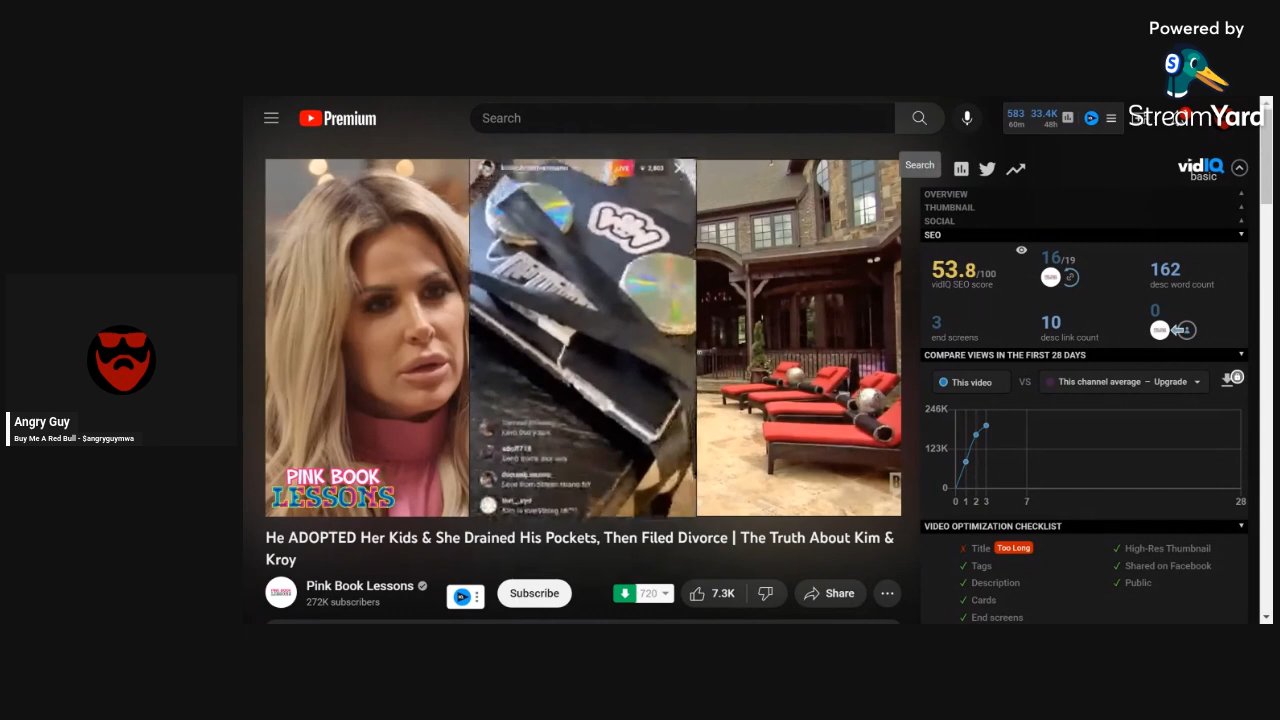 Powered by
StreamYard
Premium
Search
583 33.4K
60m 48h
Search
vidIQ
basic
OVERVIEW
THUMBNAIL
SOCIAL
SEO
53.8/100
vidIQ SEO score
16/19
162
desc word count
3
end screens
10
desc link count
0
COMPARE VIEWS IN THE FIRST 28 DAYS
This video VS This channel average – Upgrade
246K
123K
0
0 1 2 3 7 28
VIDEO OPTIMIZATION CHECKLIST
Title Too Long
Tags
Description
Cards
End screens
High-Res Thumbnail
Shared on Facebook
Public
LIVE
2,803
PINK BOOK
LESSONS
He ADOPTED Her Kids & She Drained His Pockets, Then Filed Divorce | The Truth About Kim &
Kroy
Pink Book Lessons
272K subscribers
Subscribe
720
7.3K
Share
Angry Guy
Buy Me A Red Bull - $angryguymwa